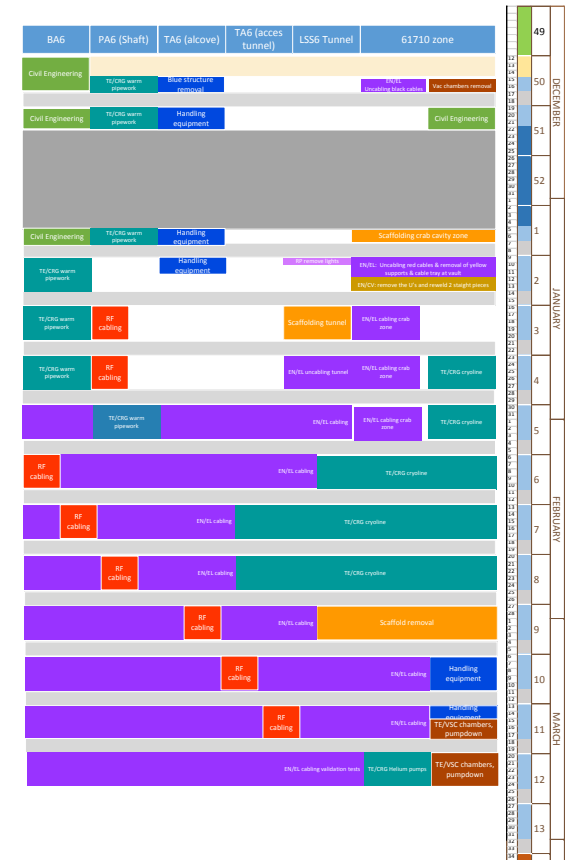 BA6
PA6 (Shaft)
TA6 (alcove)
TA6 (acces
tunnel)
LSS6 Tunnel
61710 zone
49
Civil Engineering
TE/CRG warm
pipework
Blue structure
removal
EN/EL
Uncabling black cables
Vac chambers removal
50
DECEMBER
Civil Engineering
TE/CRG warm
pipework
Handling
equipment
Civil Engineering
51
52
Civil Engineering
TE/CRG warm
pipework
Handling
equipment
Scaffolding crab cavity zone
1
TE/CRG warm
pipework
Handling
equipment
RF remove lights
EN/EL: Uncabling red cables & removal of yellow
supports & cable tray at vault
EN/CV: remove the U's and reweld 2 staight pieces
2
JANUARY
TE/CRG warm
pipework
RF
cabling
Scaffolding tunnel
EN/EL cabling crab
zone
3
TE/CRG warm
pipework
RF
cabling
EN/EL uncabling tunnel
EN/EL cabling crab
zone
TE/CRG cryoline
4
TE/CRG warm
pipework
EN/EL cabling
EN/EL cabling crab
zone
TE/CRG cryoline
5
RF
cabling
EN/EL cabling
TE/CRG cryoline
6
RF
cabling
EN/EL cabling
TE/CRG cryoline
7
FEBRUARY
RF
cabling
EN/EL cabling
TE/CRG cryoline
8
RF
cabling
EN/EL cabling
Scaffold removal
9
RF
cabling
EN/EL cabling
Handling
equipment
10
RF
cabling
EN/EL cabling
Handling
equipment
TE/VSC chambers,
pumpdown
11
MARCH
EN/EL cabling validation tests
TE/CRG Helium pumps
TE/VSC chambers,
pumpdown
12
13